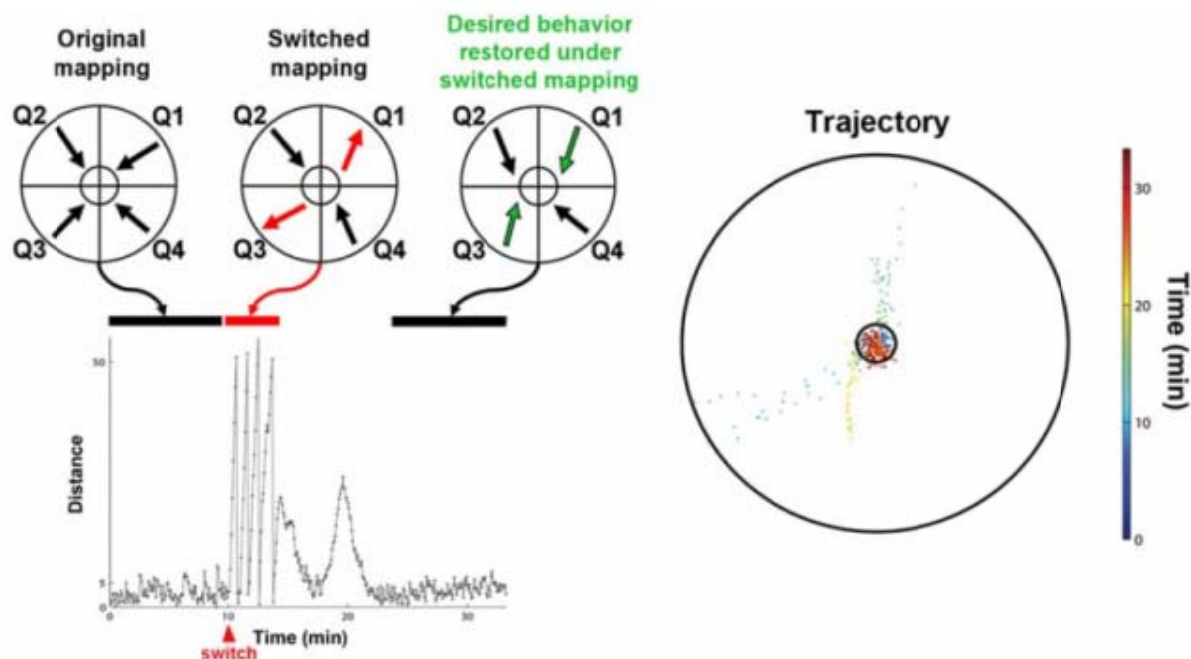 Original
mapping
Switched
mapping
Desired behavior
restored under
switched mapping
Q2
Q1
Q3
Q4
Q2
Q1
Q3
Q4
Q2
Q1
Q3
Q4
50
Distance
5
0
0
10
Time (min)
20
30
switch
Trajectory
30
20
10
0
Time (min)